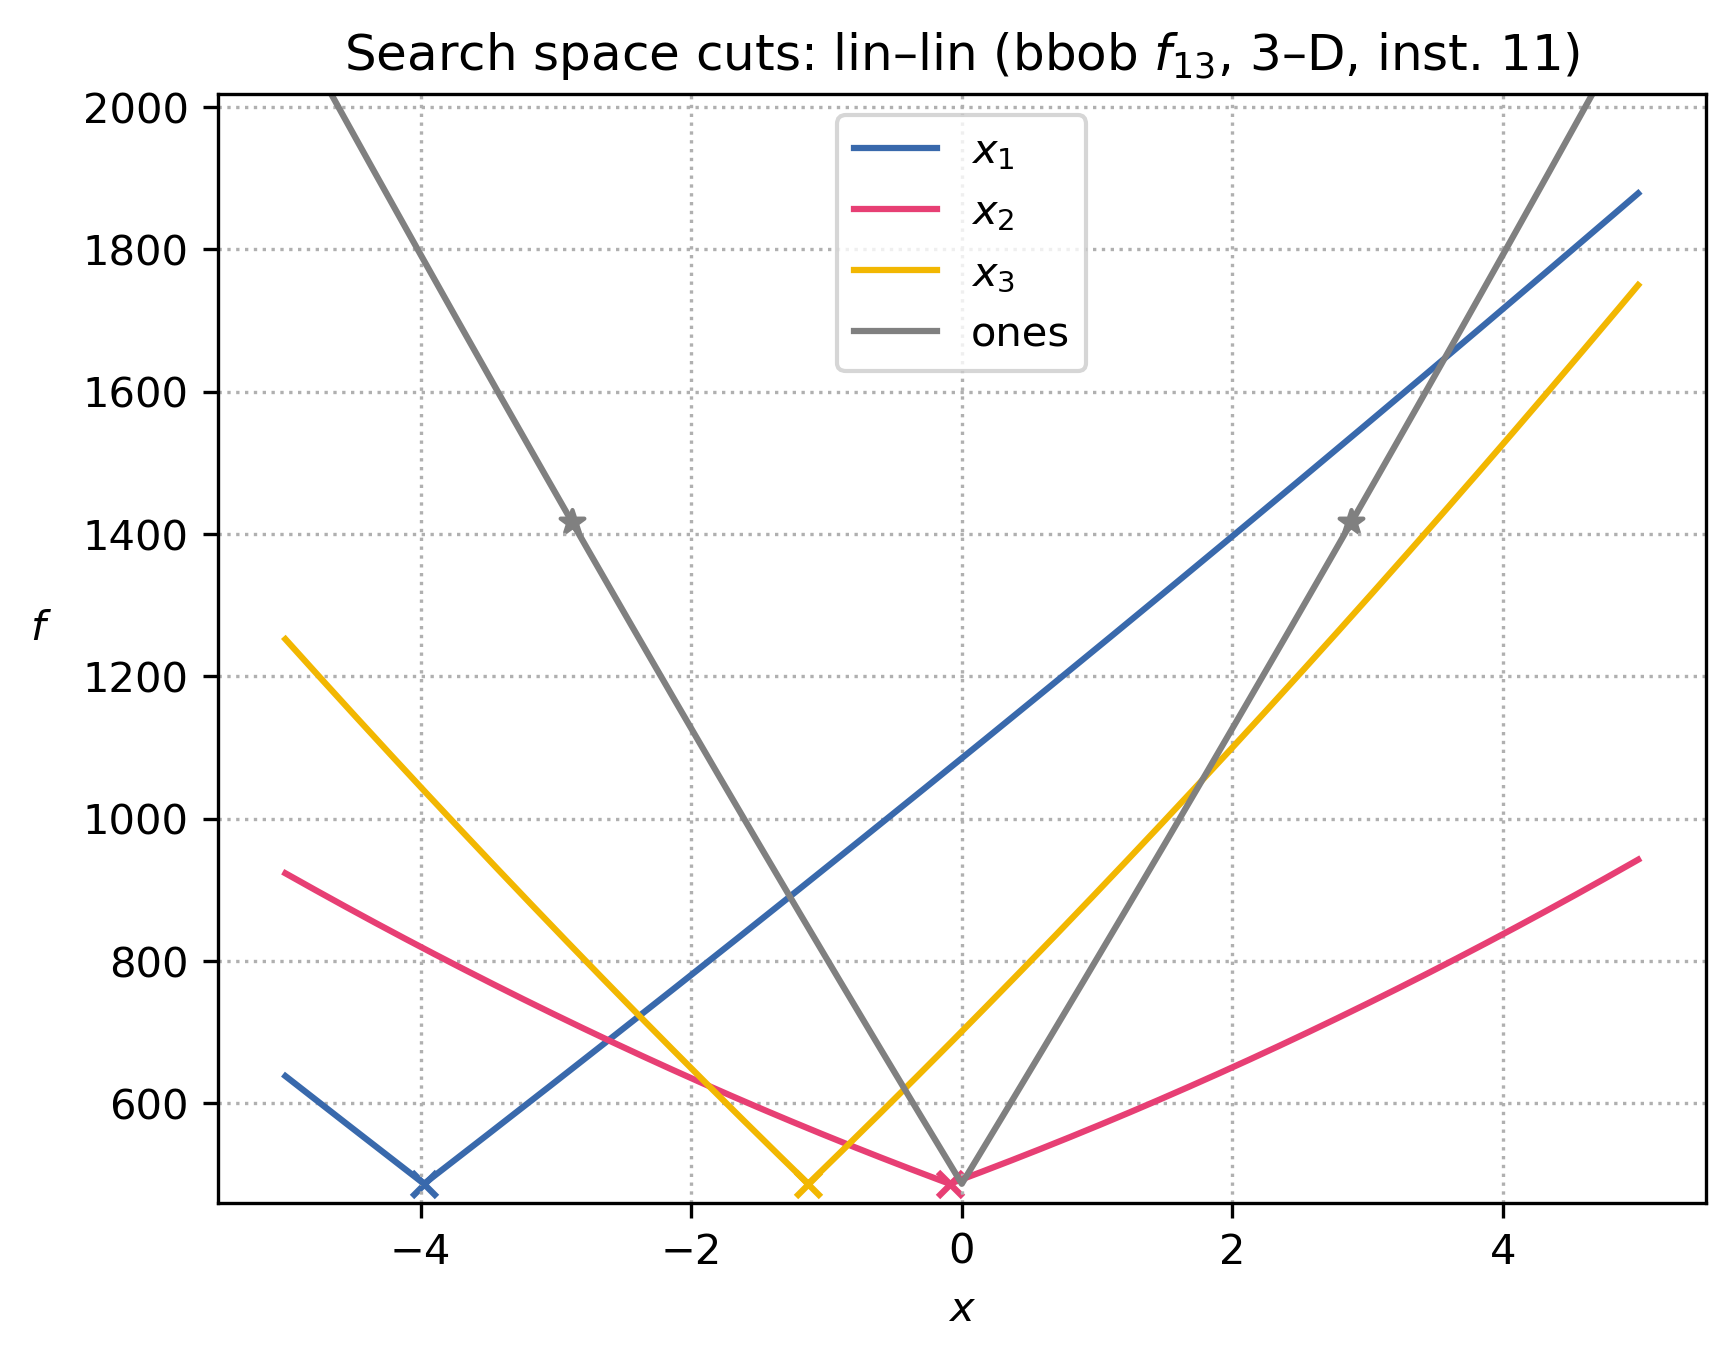 Search space cuts: lin–lin (bbob f₁₃, 3–D, inst. 11)
2000
1800
1600
1400
1200
1000
800
600
f
x₁
x₂
x₃
ones
−4 −2 0 2 4
x